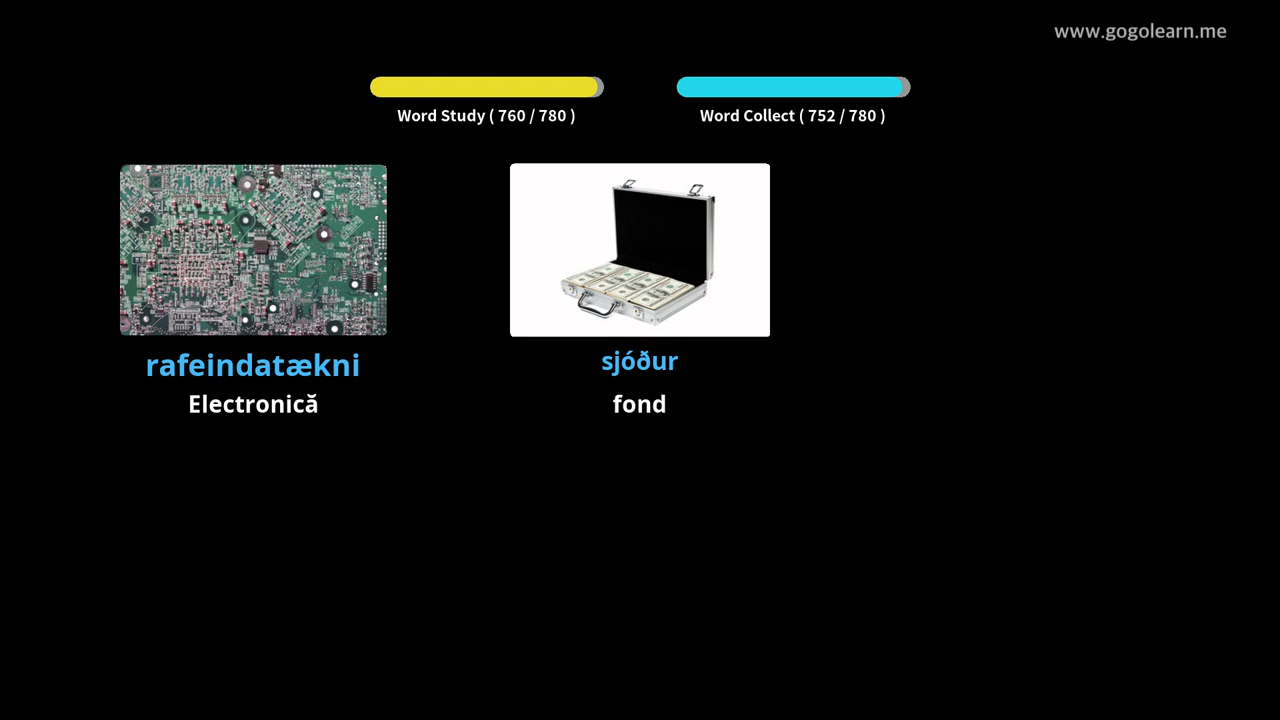 www.gogolearn.me
Word Study ( 760 / 780 )
Word Collect ( 752 / 780 )
rafeindatækni
Electronică
sjóður
fond